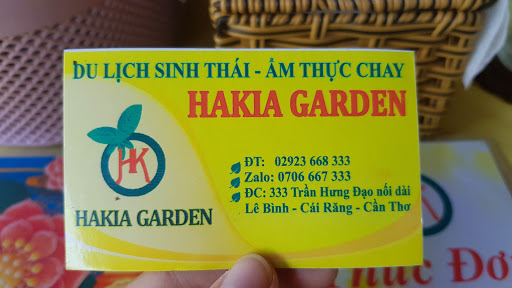 DU LỊCH SINH THÁI - ẨM THỰC CHAY
HAKIA GARDEN
HK
HAKIA GARDEN
ĐT: 02923 668 333
Zalo: 0706 667 333
ĐC: 333 Trần Hưng Đạo nối dài
Lê Bình - Cái Răng - Cần Thơ